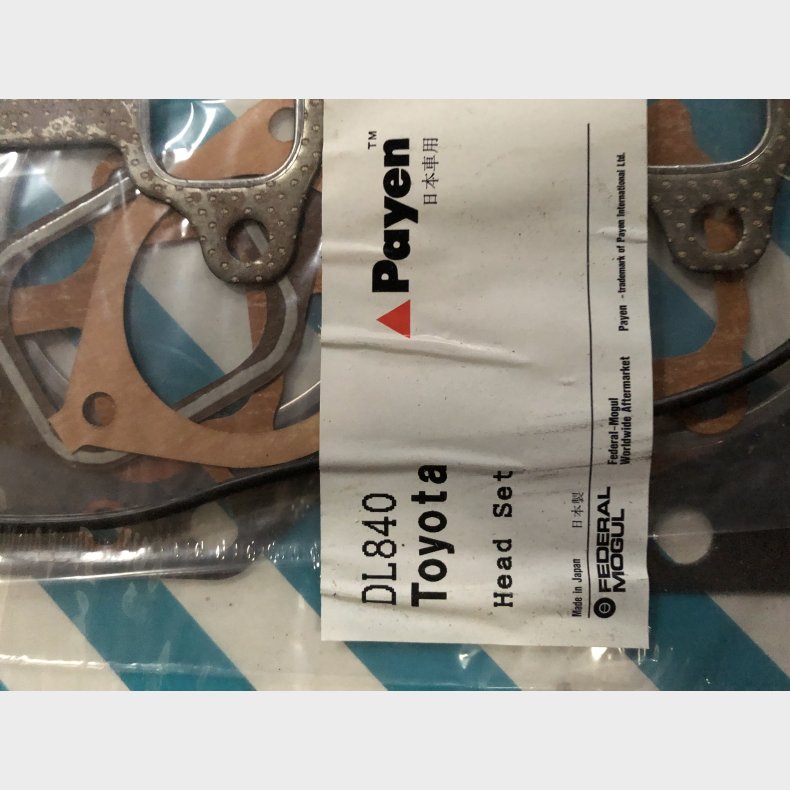 DL840
Toyota
Head Set
Payen™
日本車用
Made in Japan 日本製
FEDERAL
MOGUL
Federal-Mogul
Worldwide Aftermarket
Payen - trademark of Payen International Ltd.